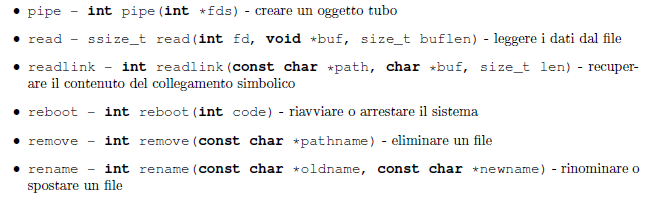 • pipe – int pipe(int *fds) - creare un oggetto tubo
• read – ssize_t read(int fd, void *buf, size_t buflen) - leggere i dati dal file
• readlink – int readlink(const char *path, char *buf, size_t len) - recuper-
are il contenuto del collegamento simbolico
• reboot – int reboot(int code) - riavviare o arrestare il sistema
• remove – int remove(const char *pathname) - eliminare un file
• rename – int rename(const char *oldname, const char *newname) - rinominare o
spostare un file